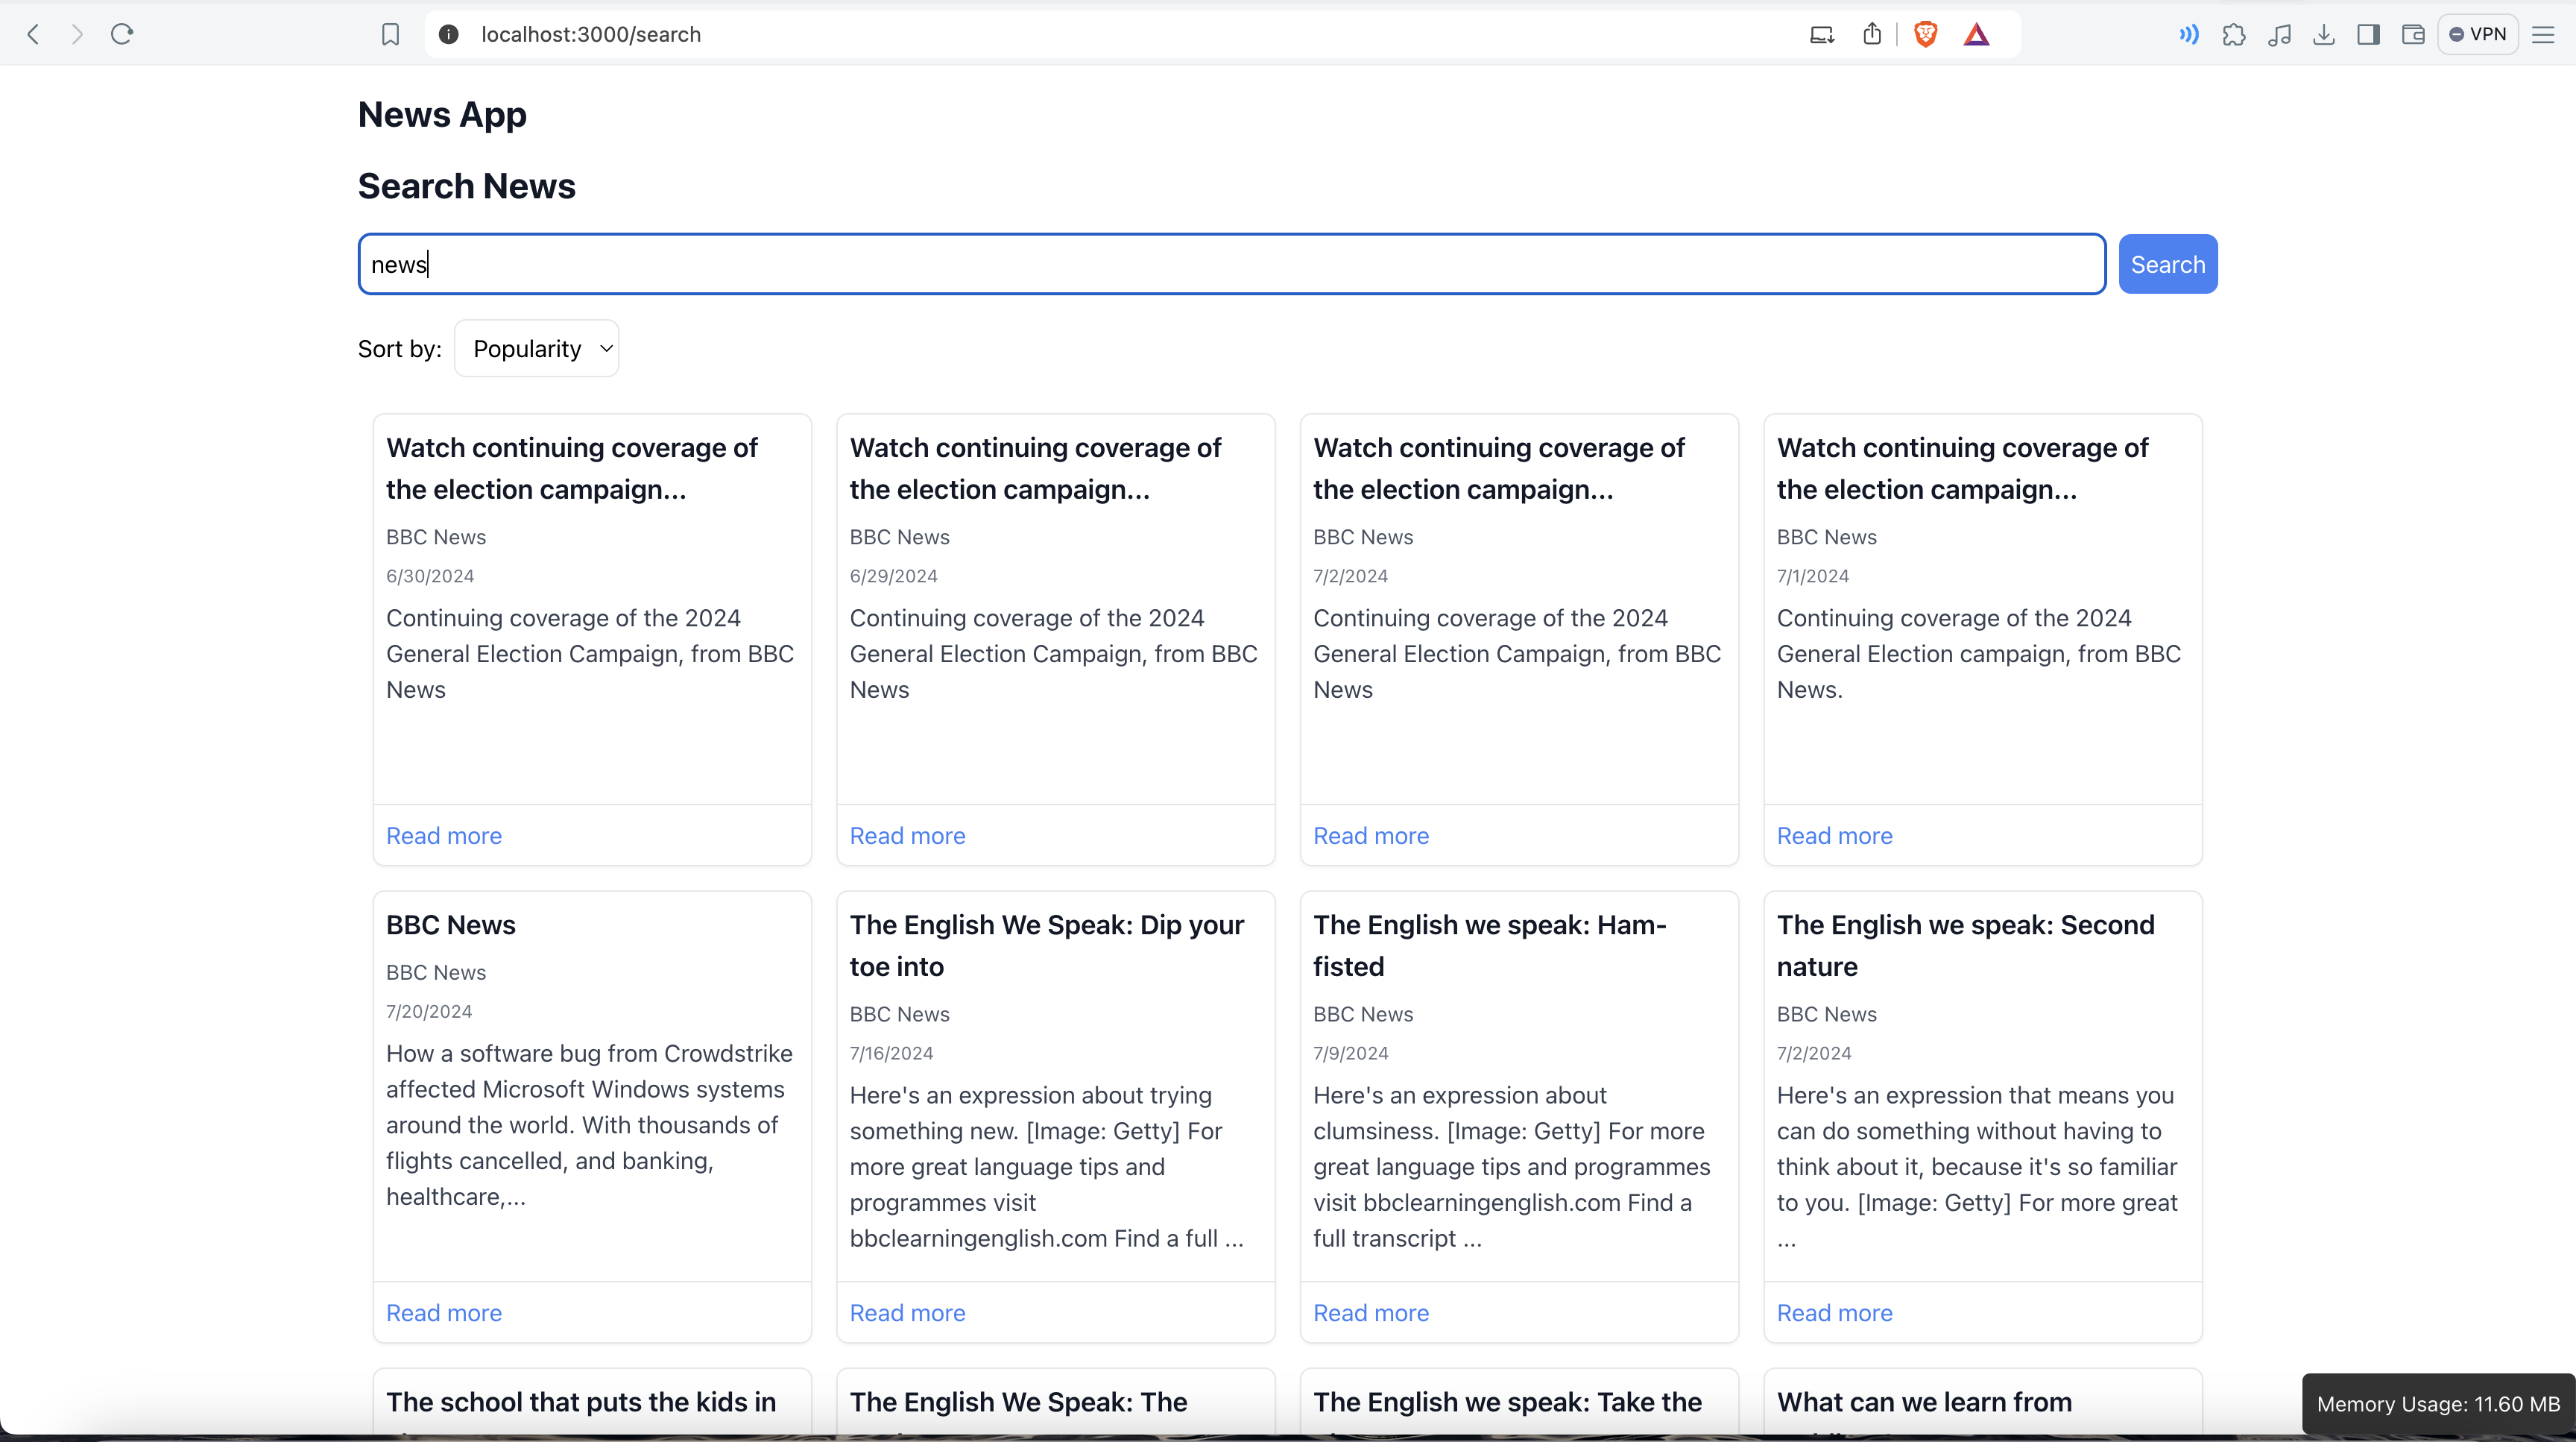 localhost:3000/search
VPN
News App
Search News
news
Search
Sort by:
Popularity
Watch continuing coverage of
the election campaign...
BBC News
6/30/2024
Continuing coverage of the 2024
General Election Campaign, from BBC
News
Read more
Watch continuing coverage of
the election campaign...
BBC News
6/29/2024
Continuing coverage of the 2024
General Election Campaign, from BBC
News
Read more
Watch continuing coverage of
the election campaign...
BBC News
7/2/2024
Continuing coverage of the 2024
General Election Campaign, from BBC
News
Read more
Watch continuing coverage of
the election campaign...
BBC News
7/1/2024
Continuing coverage of the 2024
General Election campaign, from BBC
News.
Read more
BBC News
BBC News
7/20/2024
How a software bug from Crowdstrike
affected Microsoft Windows systems
around the world. With thousands of
flights cancelled, and banking,
healthcare,...
Read more
The English We Speak: Dip your
toe into
BBC News
7/16/2024
Here's an expression about trying
something new. [Image: Getty] For
more great language tips and
programmes visit
bbclearningenglish.com Find a full ...
Read more
The English we speak: Ham-
fisted
BBC News
7/9/2024
Here's an expression about
clumsiness. [Image: Getty] For more
great language tips and programmes
visit bbclearningenglish.com Find a
full transcript ...
Read more
The English we speak: Second
nature
BBC News
7/2/2024
Here's an expression that means you
can do something without having to
think about it, because it's so familiar
to you. [Image: Getty] For more great
...
Read more
The school that puts the kids in
The English We Speak: The
The English we speak: Take the
What can we learn from
Memory Usage: 11.60 MB